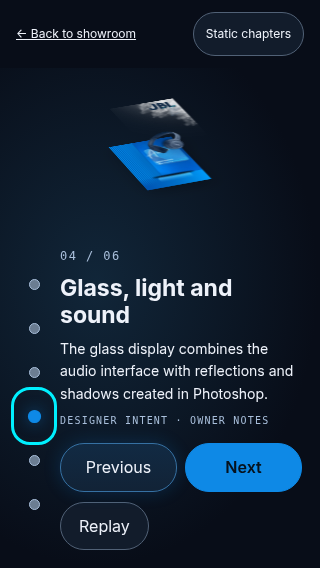 ← Back to showroom
Static chapters
JBL
04 / 06
Glass, light and
sound
The glass display combines the
audio interface with reflections and
shadows created in Photoshop.
DESIGNER INTENT · OWNER NOTES
Previous
Next
Replay